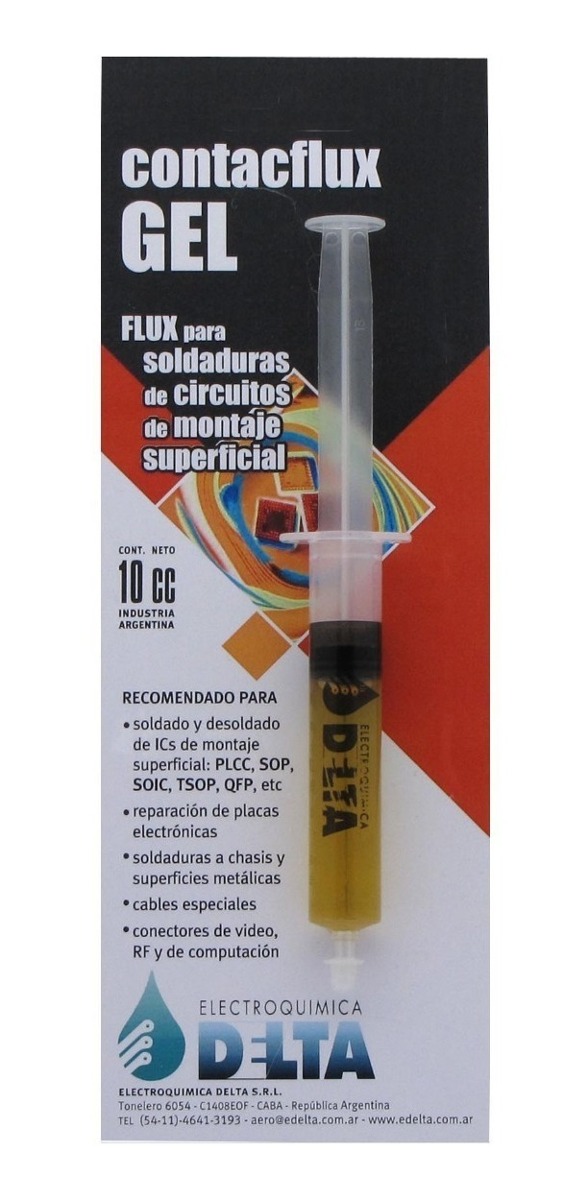 contacflux
GEL
FLUX para
soldaduras
de circuitos
de montaje
superficial
CONT. NETO
10 cc
INDUSTRIA
ARGENTINA
RECOMENDADO PARA
• soldado y desoldado
de ICs de montaje
superficial: PLCC, SOP,
SOIC, TSOP, QFP, etc
• reparación de placas
electrónicas
• soldaduras a chasis y
superficies metálicas
• cables especiales
• conectores de video,
RF y de computación
ELECTROQUIMICA
DELTA
ELECTROQUIMICA
DELTA
ELECTROQUIMICA DELTA S.R.L.
Tonelero 6054 - C1408EOF - CABA - República Argentina
TEL (54-11)-4641-3193 - aero@edelta.com.ar - www.edelta.com.ar